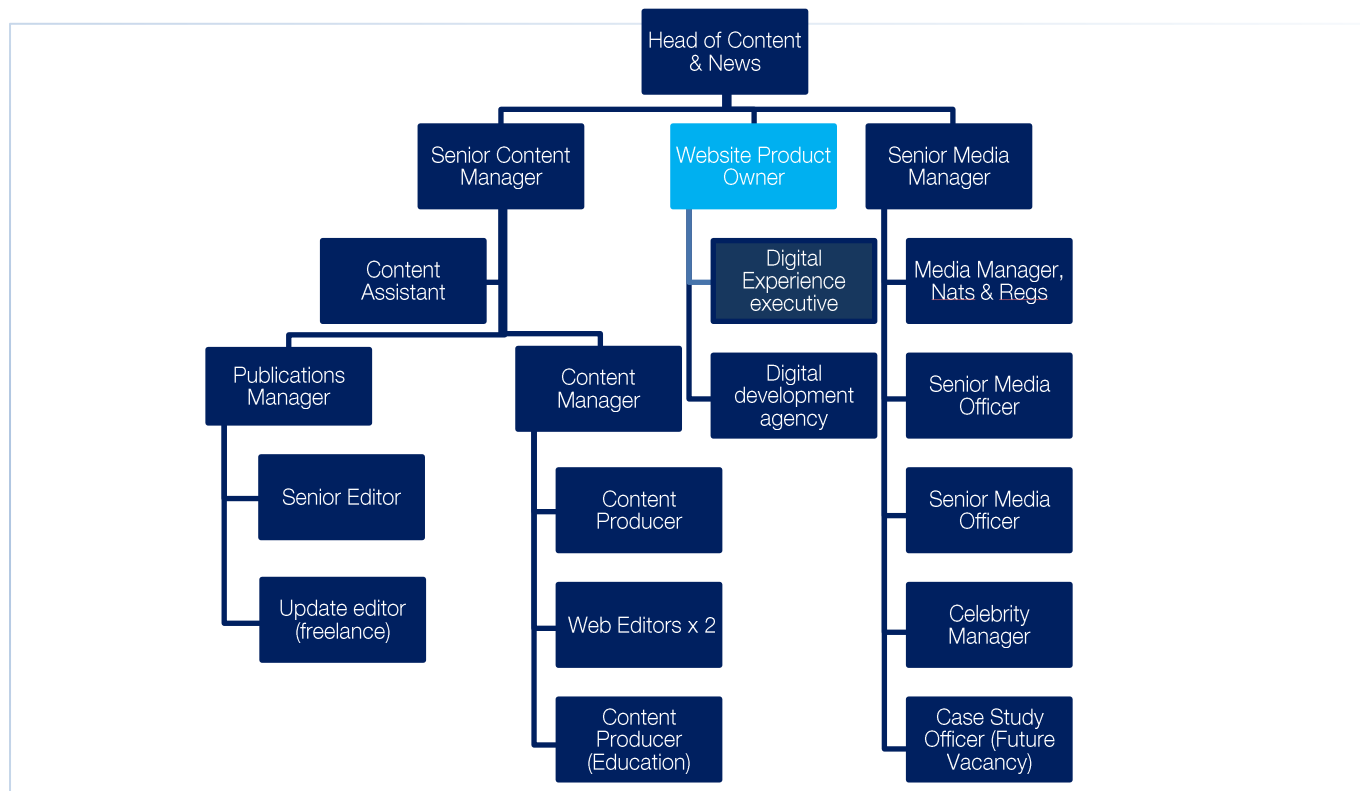 Head of Content
& News
Senior Content
Manager
Website Product
Owner
Senior Media
Manager
Content
Assistant
Digital
Experience
executive
Media Manager,
Nats & Regs
Publications
Manager
Content
Manager
Digital
development
agency
Senior Media
Officer
Senior Editor
Content
Producer
Senior Media
Officer
Update editor
(freelance)
Web Editors x 2
Celebrity
Manager
Content
Producer
(Education)
Case Study
Officer (Future
Vacancy)